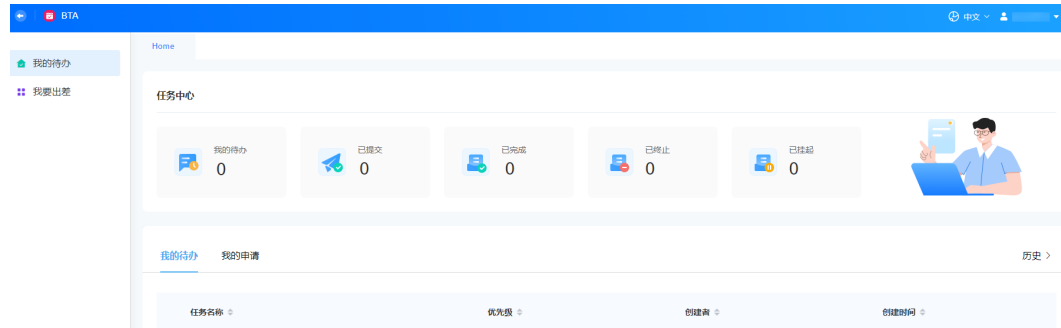 BTA 中文
Home
我的待办
我要出差
任务中心
我的待办 已提交 已完成 已终止 已挂起
0 0 0 0 0
我的待办 我的申请 历史
任务名称 优先级 创建者 创建时间